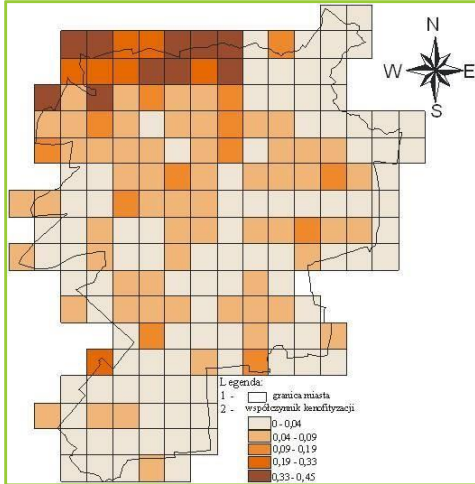 N
W E
S
Legenda:
1 - granica miasta
2 - współczynnik kenofityzacji
0 - 0,04
0,04 - 0,09
0,09 - 0,19
0,19 - 0,33
0,33 - 0,45